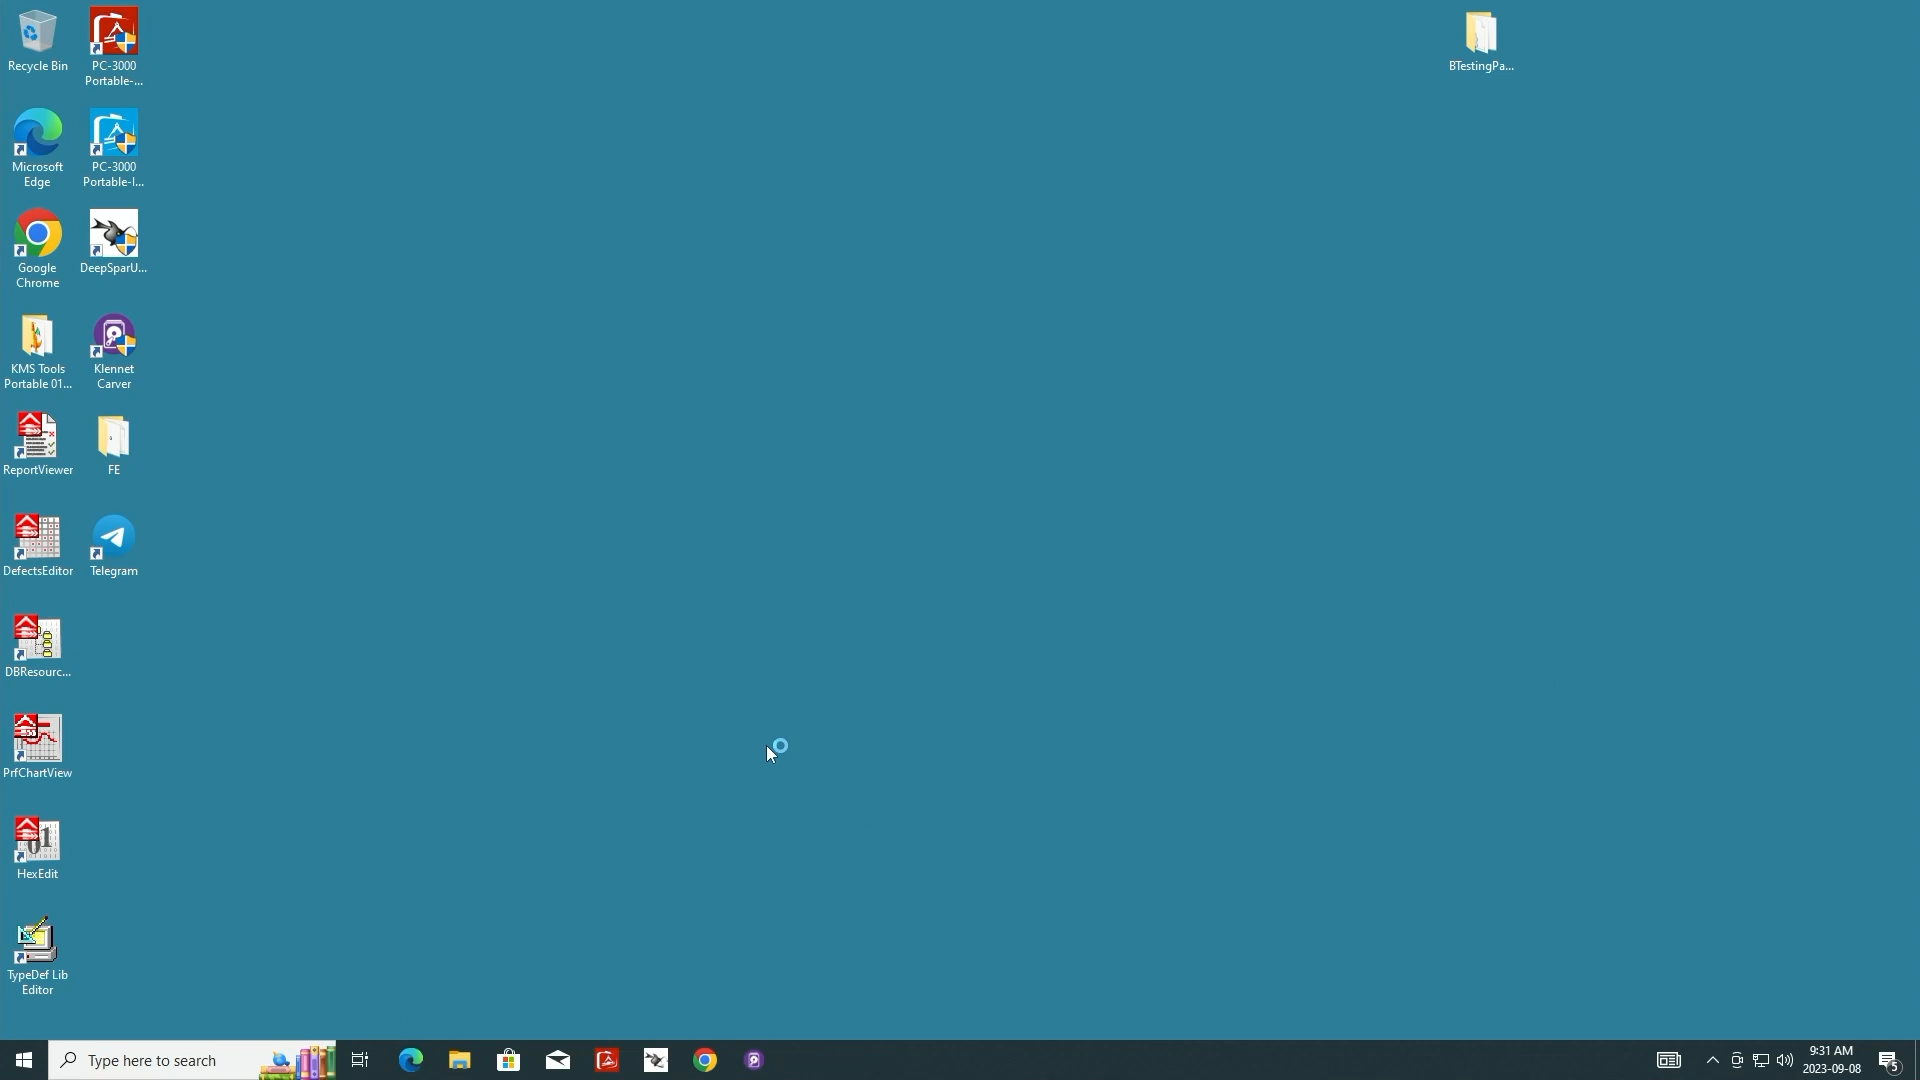 Recycle Bin
PC-3000
Portable-...
BTestingPa...
Microsoft
Edge
PC-3000
Portable-I...
Google
Chrome
DeepSparU...
KMS Tools
Portable 01...
Klennet
Carver
ReportViewer
FE
DefectsEditor
Telegram
DBResourc...
PrfChartView
HexEdit
TypeDef Lib
Editor
Type here to search
9:31 AM
2023-09-08
5